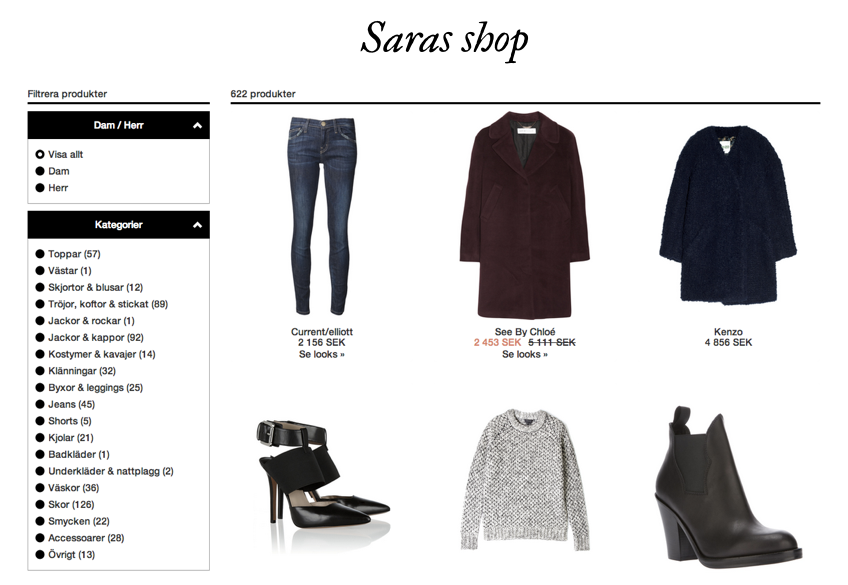 Saras shop
Filtrera produkter
622 produkter
Dam / Herr
Visa allt
Dam
Herr
Kategorier
Toppar (57)
Västar (1)
Skjortor & blusar (12)
Tröjor, koftor & stickat (89)
Jackor & rockar (1)
Jackor & kappor (92)
Kostymer & kavajer (14)
Klänningar (32)
Byxor & leggings (25)
Jeans (45)
Shorts (5)
Kjolar (21)
Badkläder (1)
Underkläder & nattplagg (2)
Väskor (36)
Skor (126)
Smycken (22)
Accessoarer (28)
Övrigt (13)
Current/elliott
2 156 SEK
Se looks »
See By Chloé
2 453 SEK 5 111 SEK
Se looks »
Kenzo
4 856 SEK